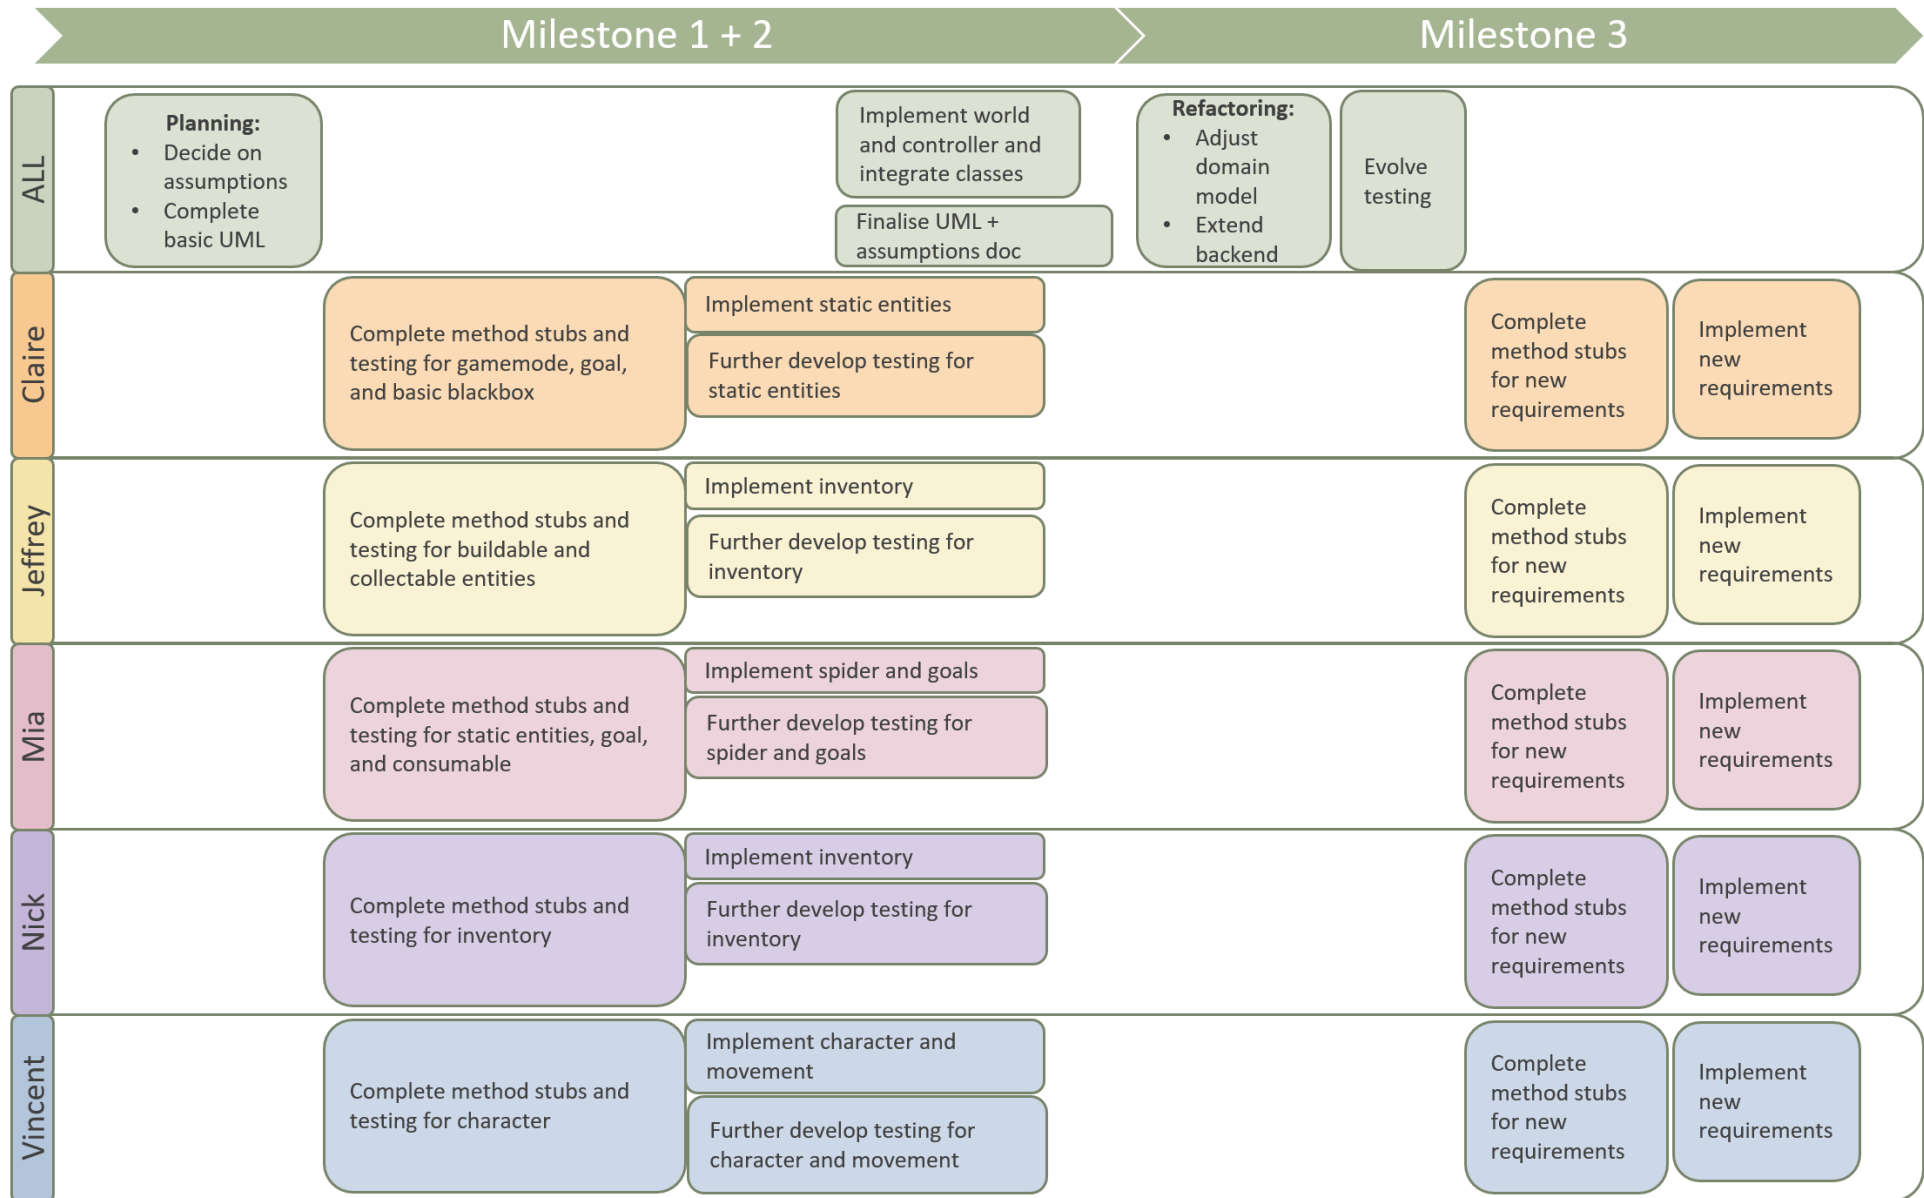 Milestone 1 + 2
Milestone 3
ALL
Planning:
• Decide on
assumptions
• Complete
basic UML
Implement world
and controller and
integrate classes
Finalise UML +
assumptions doc
Refactoring:
• Adjust
domain
model
• Extend
backend
Evolve
testing
Claire
Complete method stubs and
testing for gamemode, goal,
and basic blackbox
Implement static entities
Further develop testing for
static entities
Complete
method stubs
for new
requirements
Implement
new
requirements
Jeffrey
Complete method stubs and
testing for buildable and
collectable entities
Implement inventory
Further develop testing for
inventory
Complete
method stubs
for new
requirements
Implement
new
requirements
Mia
Complete method stubs and
testing for static entities, goal,
and consumable
Implement spider and goals
Further develop testing for
spider and goals
Complete
method stubs
for new
requirements
Implement
new
requirements
Nick
Complete method stubs and
testing for inventory
Implement inventory
Further develop testing for
inventory
Complete
method stubs
for new
requirements
Implement
new
requirements
Vincent
Complete method stubs and
testing for character
Implement character and
movement
Further develop testing for
character and movement
Complete
method stubs
for new
requirements
Implement
new
requirements